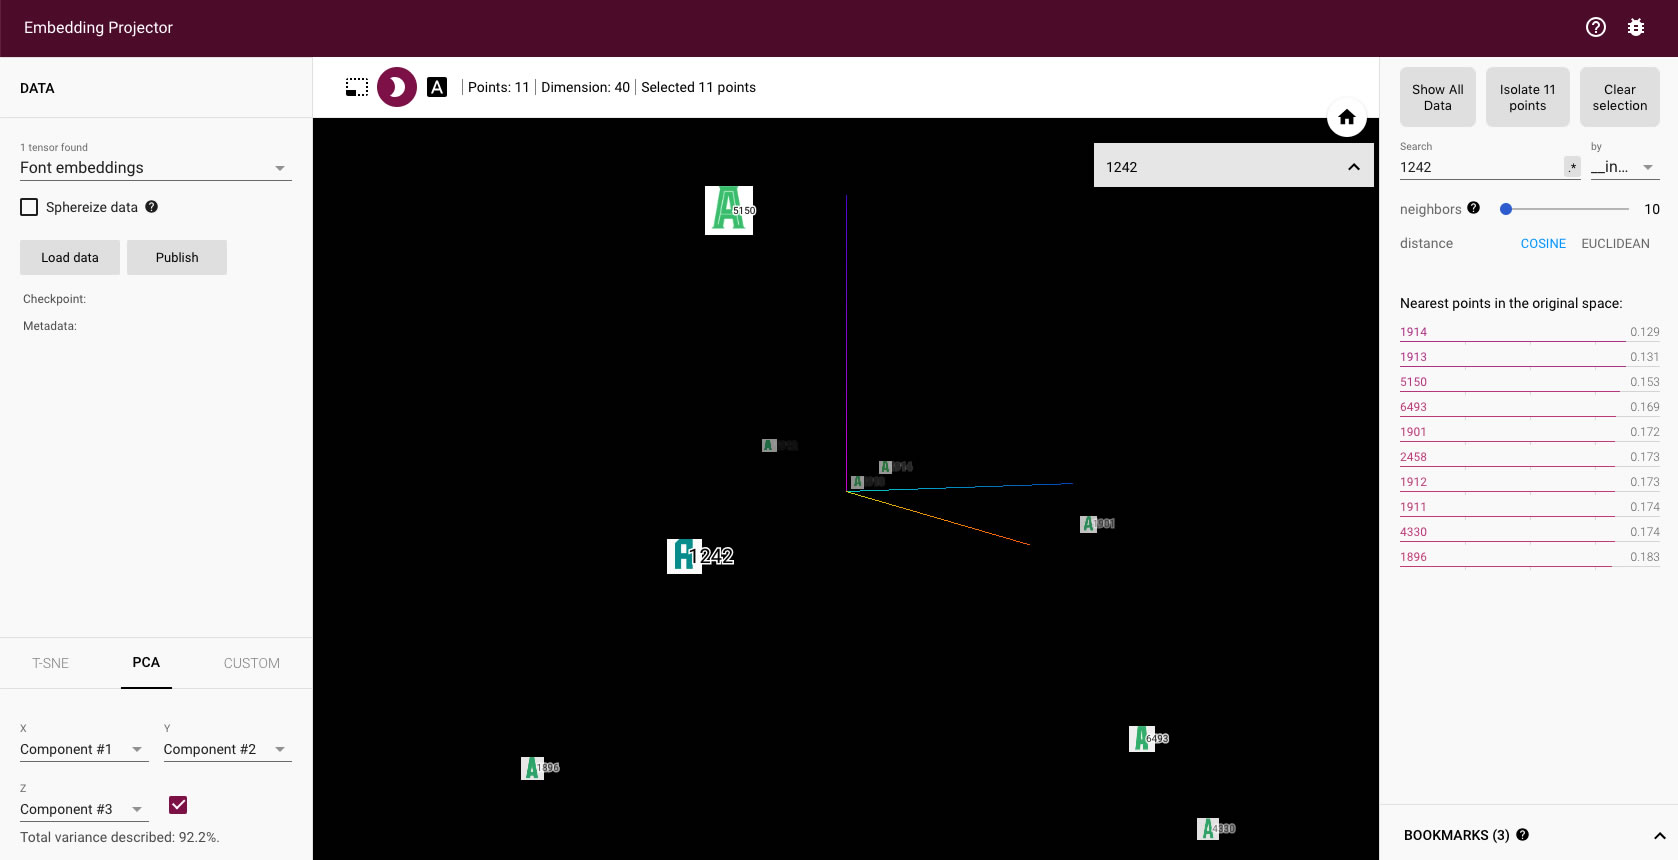 Embedding Projector
DATA
1 tensor found
Font embeddings
Sphereize data
Load data
Publish
Checkpoint:
Metadata:
T-SNE
PCA
CUSTOM
X
Y
Component #1
Component #2
Z
Component #3
Total variance described: 92.2%.
A
Points: 11
Dimension: 40
Selected 11 points
1242
A
5150
A
A
A
A
1901
A
1242
A
6493
A
1896
A
4330
Show All
Data
Isolate 11
points
Clear
selection
Search
by
1242
.*
__in...
neighbors
10
distance
COSINE
EUCLIDEAN
Nearest points in the original space:
1914
0.129
1913
0.131
5150
0.153
6493
0.169
1901
0.172
2458
0.173
1912
0.173
1911
0.174
4330
0.174
1896
0.183
BOOKMARKS (3)